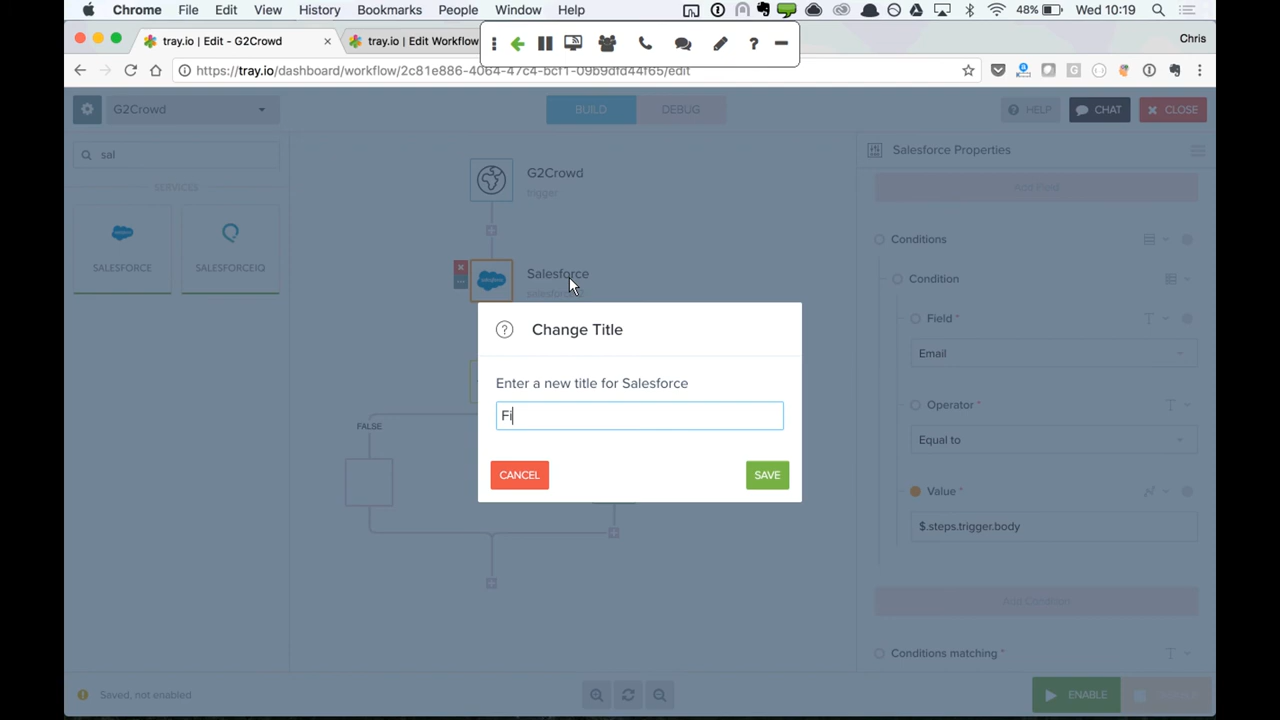 Chrome File Edit View History Bookmarks People Window Help 48% Wed 10:19
tray.io | Edit - G2Crowd tray.io | Edit Workflow Chris
https://tray.io/dashboard/workflow/2c81e886-4064-47c4-bcf1-09b9dfd44f65/edit
G2Crowd BUILD DEBUG HELP CHAT CLOSE
sal
Salesforce Properties
SERVICES
SALESFORCE SALESFORCEIQ
G2Crowd
trigger
Salesforce
Change Title
Enter a new title for Salesforce
Fi
CANCEL SAVE
FALSE
Add Field
Conditions
Condition
Field *
Email
Operator *
Equal to
Value *
$.steps.trigger.body
Add Condition
Conditions matching *
Saved, not enabled
ENABLE